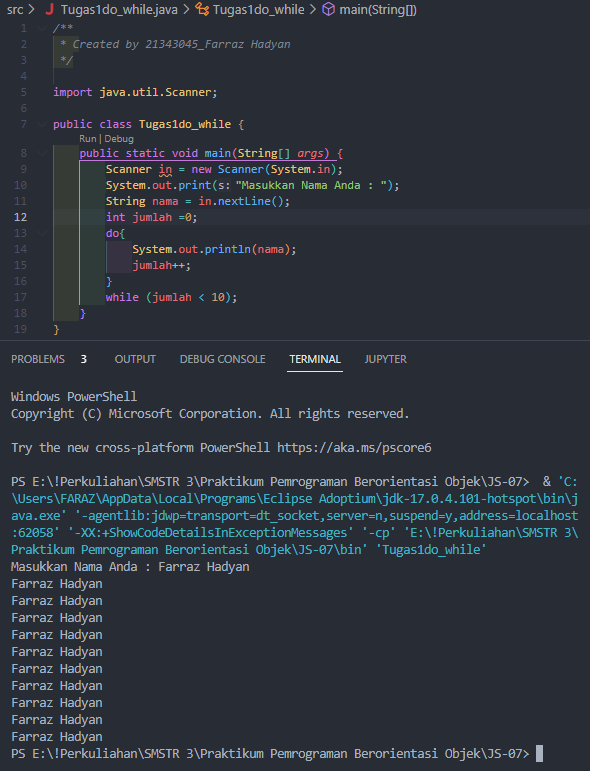 src > J Tugas1do_while.java > Tugas1do_while > main(String[])
1 /**
2  * Created by 21343045_Farraz Hadyan
3  */
4
5 import java.util.Scanner;
6
7 public class Tugas1do_while {
Run | Debug
8     public static void main(String[] args) {
9         Scanner in = new Scanner(System.in);
10         System.out.print(s: "Masukkan Nama Anda : ");
11         String nama = in.nextLine();
12         int jumlah =0;
13         do{
14             System.out.println(nama);
15             jumlah++;
16         }
17         while (jumlah < 10);
18     }
19 }
PROBLEMS 3 OUTPUT DEBUG CONSOLE TERMINAL JUPYTER
Windows PowerShell
Copyright (C) Microsoft Corporation. All rights reserved.
Try the new cross-platform PowerShell https://aka.ms/pscore6
PS E:\!Perkuliahan\SMSTR 3\Praktikum Pemrograman Berorientasi Objek\JS-07>  & 'C:
\Users\FARAZ\AppData\Local\Programs\Eclipse Adoptium\jdk-17.0.4.101-hotspot\bin\j
ava.exe' '-agentlib:jdwp=transport=dt_socket,server=n,suspend=y,address=localhost
:62058' '-XX:+ShowCodeDetailsInExceptionMessages' '-cp' 'E:\!Perkuliahan\SMSTR 3\
Praktikum Pemrograman Berorientasi Objek\JS-07\bin' 'Tugas1do_while'
Masukkan Nama Anda : Farraz Hadyan
Farraz Hadyan
Farraz Hadyan
Farraz Hadyan
Farraz Hadyan
Farraz Hadyan
Farraz Hadyan
Farraz Hadyan
Farraz Hadyan
Farraz Hadyan
Farraz Hadyan
PS E:\!Perkuliahan\SMSTR 3\Praktikum Pemrograman Berorientasi Objek\JS-07>